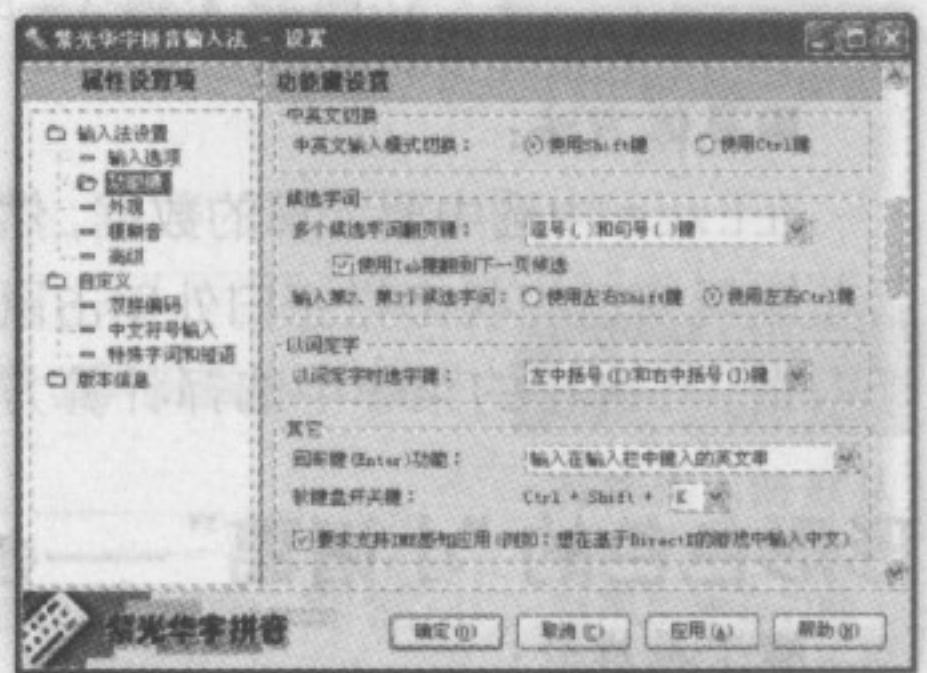 紫光华宇拼音输入法 - 设置
属性设置项
输入法设置
输入选项
功能键
外观
模糊音
高级
自定义
双拼编码
中文符号输入
特殊字词和短语
版本信息
功能键设置
中英文切换
中英文输入模式切换： 使用Shift键 使用Ctrl键
候选字词
多个候选字词翻页键： 逗号(,)和句号(.)键
使用Tab键翻到下一页候选
输入第2、第3个候选字词： 使用左右Shift键 使用左右Ctrl键
以词定字
以词定字时选字键： 左中括号([)和右中括号(])键
其它
回车键(Enter)功能： 输入在输入栏中键入的英文串
软键盘开关键： Ctrl + Shift + K
要求支持IME感知应用(例如：想在基于DirectX的游戏中输入中文)
紫光华宇拼音
确定(O) 取消(C) 应用(A) 帮助(H)